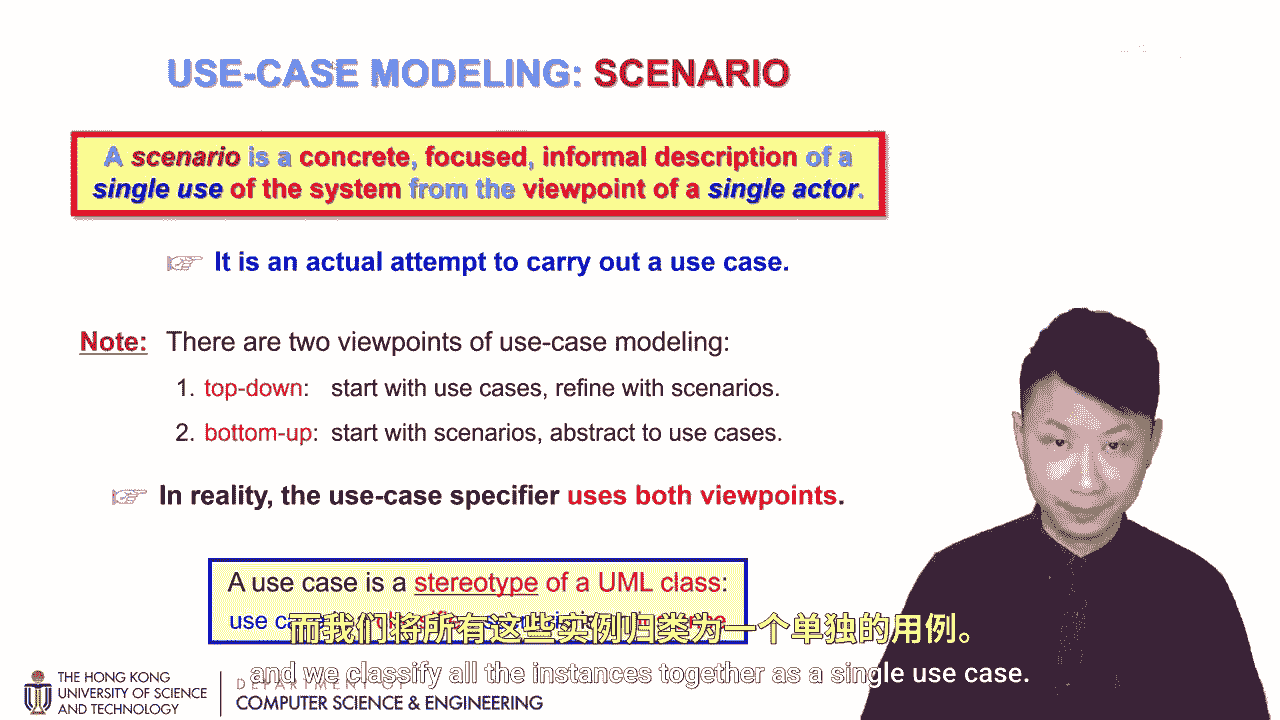 USE-CASE MODELING: SCENARIO
A scenario is a concrete, focused, informal description of a
single use of the system from the viewpoint of a single actor.
☞ It is an actual attempt to carry out a use case.
Note: There are two viewpoints of use-case modeling:
1. top-down: start with use cases, refine with scenarios.
2. bottom-up: start with scenarios, abstract to use cases.
☞ In reality, the use-case specifier uses both viewpoints.
A use case is a stereotype of a UML class:
use
而我们将所有这些实例归类为一个单独的用例。
and we classify all the instances together as a single use case.
THE HONG KONG
UNIVERSITY OF SCIENCE
AND TECHNOLOGY
DEPARTMENT OF
COMPUTER SCIENCE & ENGINEERING